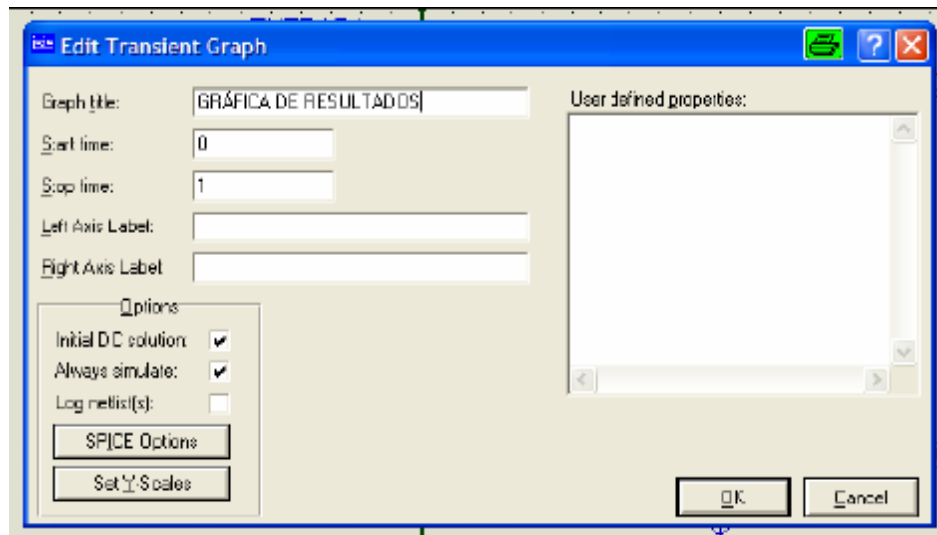 Edit Transient Graph
Graph title: GRÁFICA DE RESULTADOS
User defined properties:
Start time: 0
Stop time: 1
Left Axis Label:
Right Axis Label:
Options
Initial DC solution:
Always simulate:
Log netlist(s):
SPICE Options
Set Y-Scales
OK
Cancel